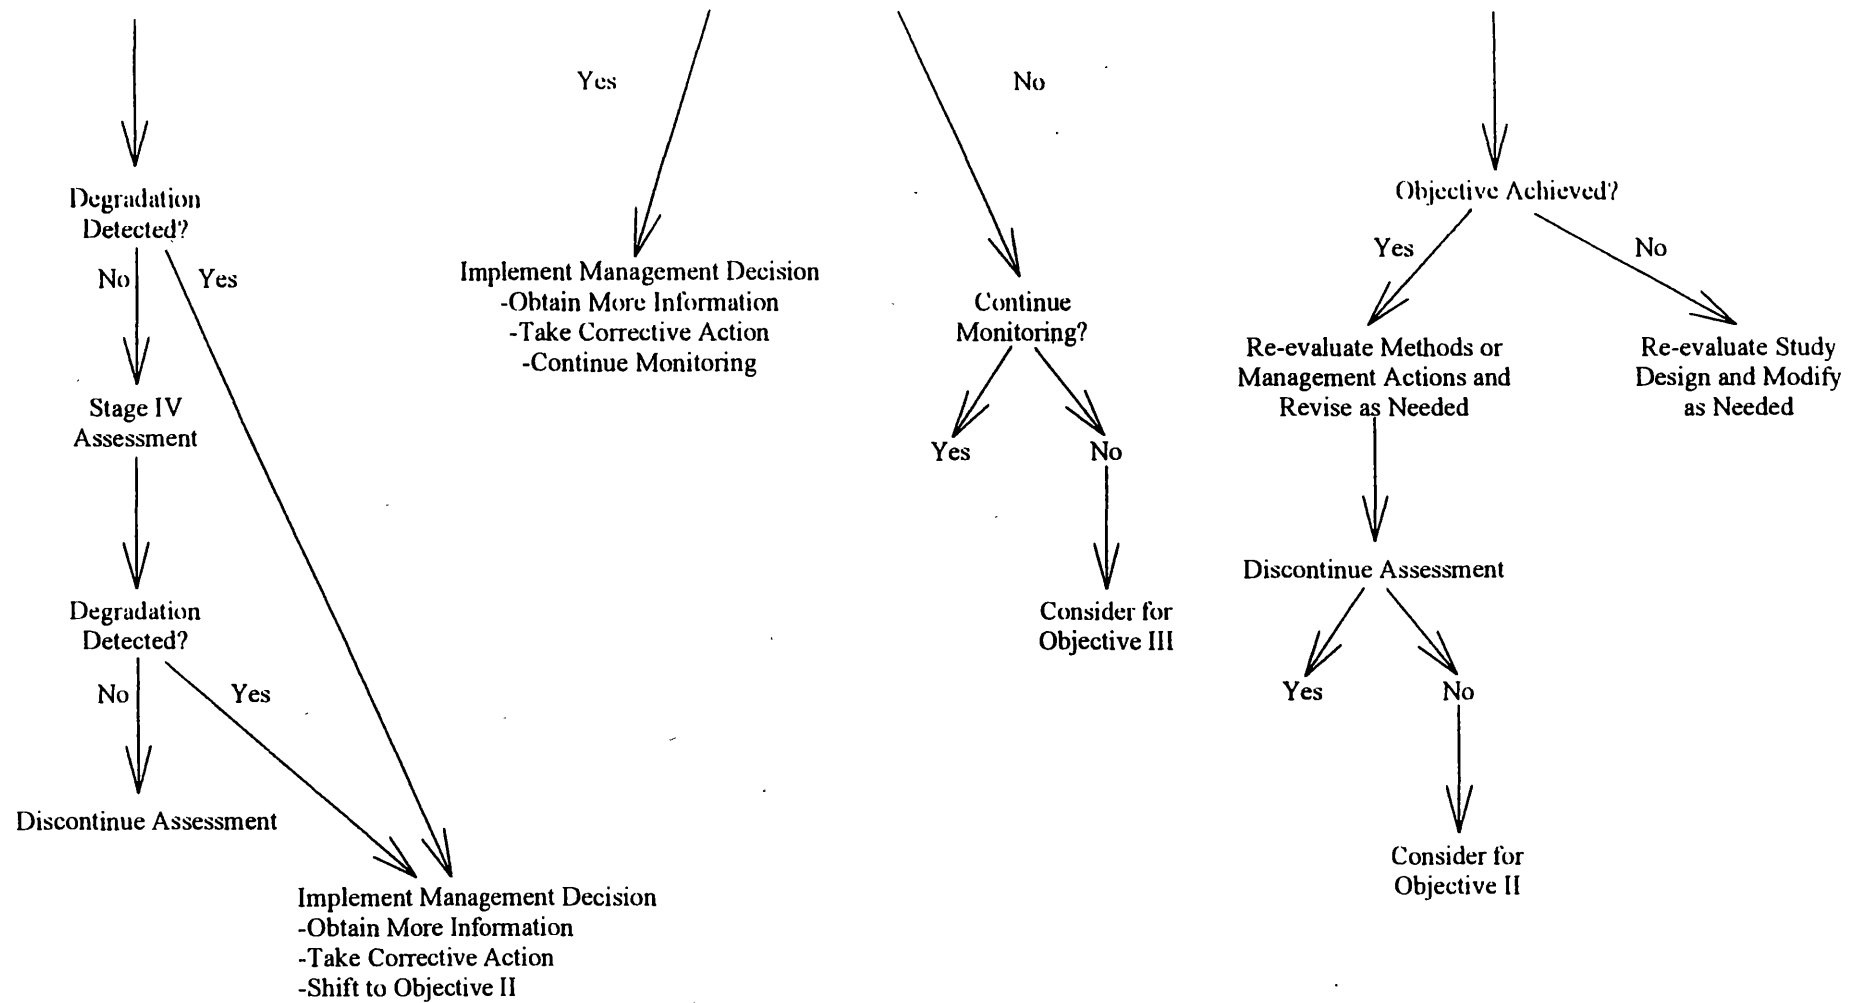 Yes
No
Degradation
Detected?
No
Yes
Stage IV
Assessment
Degradation
Detected?
No
Yes
Discontinue Assessment
Implement Management Decision
-Obtain More Information
-Take Corrective Action
-Shift to Objective II
Implement Management Decision
-Obtain More Information
-Take Corrective Action
-Continue Monitoring
Continue
Monitoring?
Yes
No
Consider for
Objective III
Objective Achieved?
Yes
No
Re-evaluate Methods or
Management Actions and
Revise as Needed
Re-evaluate Study
Design and Modify
as Needed
Discontinue Assessment
Yes
No
Consider for
Objective II